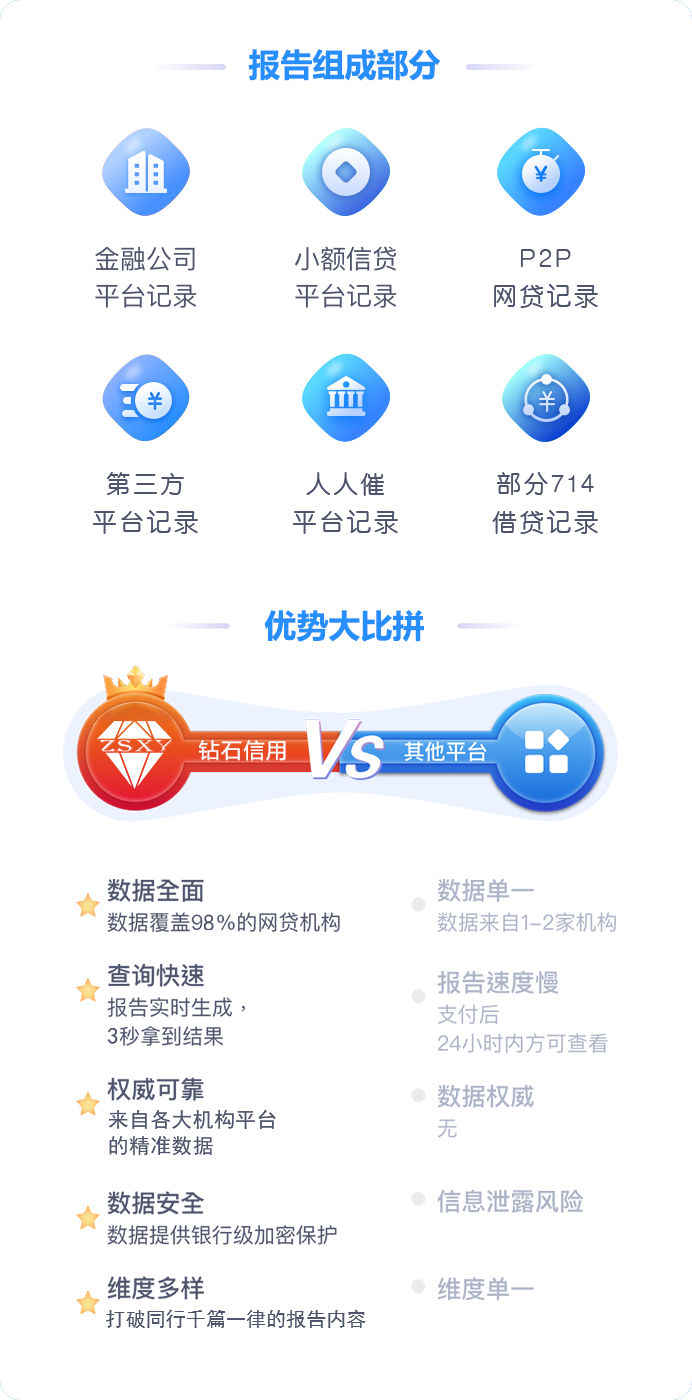 报告组成部分
金融公司
平台记录
小额信贷
平台记录
P2P
网贷记录
第三方
平台记录
人人催
平台记录
部分714
借贷记录
优势大比拼
ZSXY
钻石信用
Vs
其他平台
数据全面
数据覆盖98%的网贷机构
数据单一
数据来自1-2家机构
查询快速
报告实时生成，
3秒拿到结果
报告速度慢
支付后
24小时内方可查看
权威可靠
来自各大机构平台
的精准数据
数据权威
无
数据安全
数据提供银行级加密保护
信息泄露风险
维度多样
打破同行千篇一律的报告内容
维度单一